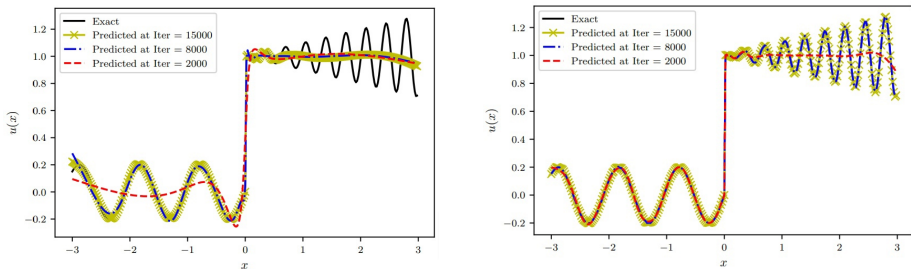 Exact
Predicted at Iter = 15000
Predicted at Iter = 8000
Predicted at Iter = 2000
1.2
1.0
0.8
0.6
0.4
0.2
0.0
−0.2
u(x)
−3
−2
−1
0
1
2
3
x
Exact
Predicted at Iter = 15000
Predicted at Iter = 8000
Predicted at Iter = 2000
1.2
1.0
0.8
0.6
0.4
0.2
0.0
−0.2
u(x)
−3
−2
−1
0
1
2
3
x